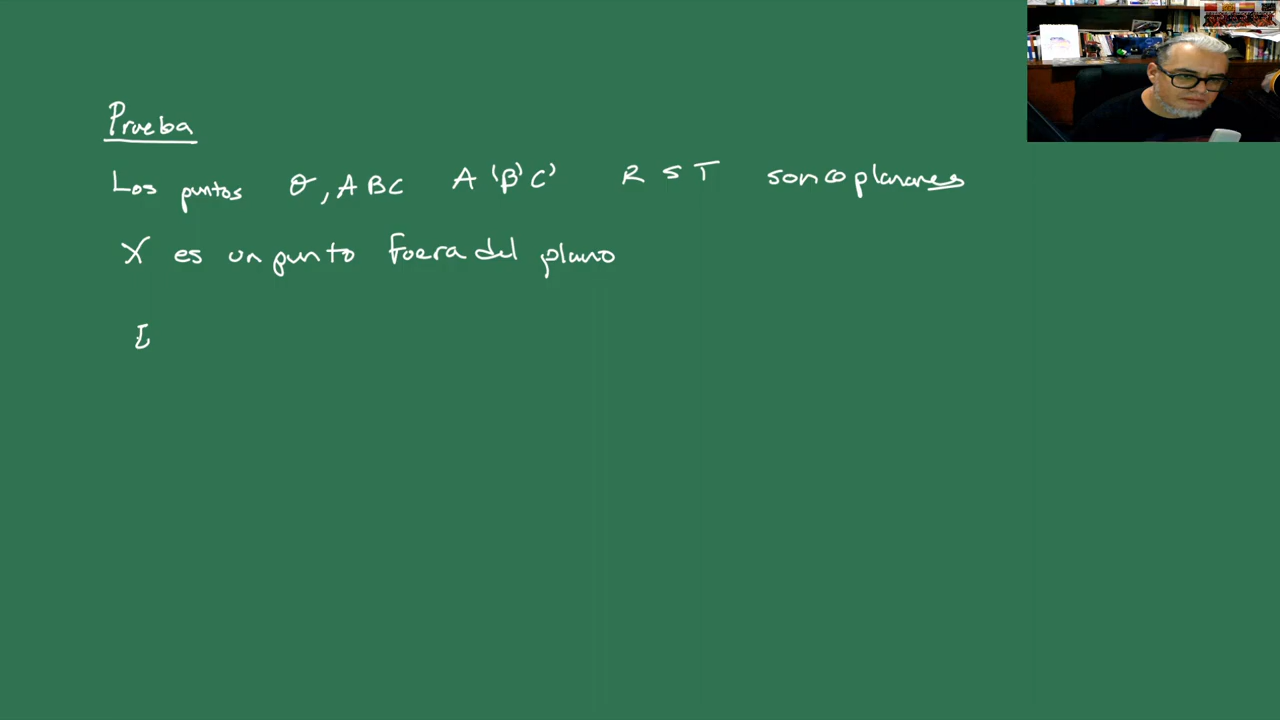 Prueba
Los puntos O, A B C A' B' C' R S T son coplanares
X es un punto fuera del plano
E